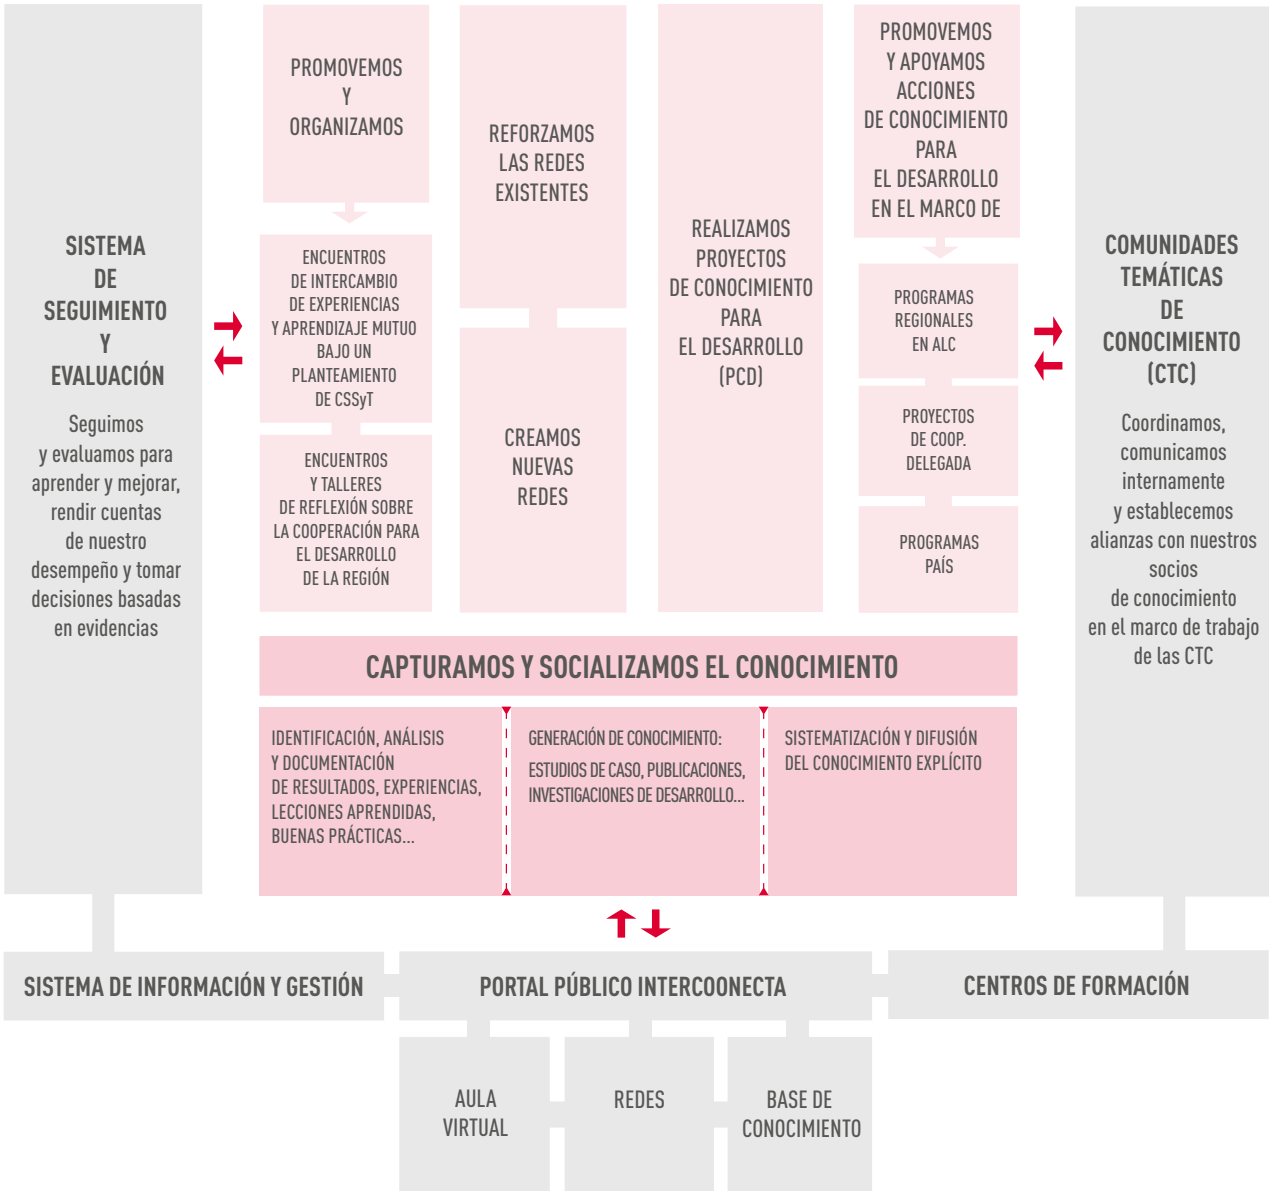 SISTEMA
DE
SEGUIMIENTO
Y
EVALUACIÓN
Seguimos
y evaluamos para
aprender y mejorar,
rendir cuentas
de nuestro
desempeño y tomar
decisiones basadas
en evidencias
PROMOVEMOS
Y
ORGANIZAMOS
ENCUENTROS
DE INTERCAMBIO
DE EXPERIENCIAS
Y APRENDIZAJE MUTUO
BAJO UN
PLANTEAMIENTO
DE CSSyT
ENCUENTROS
Y TALLERES
DE REFLEXIÓN SOBRE
LA COOPERACIÓN PARA
EL DESARROLLO
DE LA REGIÓN
REFORZAMOS
LAS REDES
EXISTENTES
CREAMOS
NUEVAS
REDES
REALIZAMOS
PROYECTOS
DE CONOCIMIENTO
PARA
EL DESARROLLO
(PCD)
PROMOVEMOS
Y APOYAMOS
ACCIONES
DE CONOCIMIENTO
PARA
EL DESARROLLO
EN EL MARCO DE
PROGRAMAS
REGIONALES
EN ALC
PROYECTOS
DE COOP.
DELEGADA
PROGRAMAS
PAÍS
COMUNIDADES
TEMÁTICAS
DE
CONOCIMIENTO
(CTC)
Coordinamos,
comunicamos
internamente
y establecemos
alianzas con nuestros
socios
de conocimiento
en el marco de trabajo
de las CTC
CAPTURAMOS Y SOCIALIZAMOS EL CONOCIMIENTO
IDENTIFICACIÓN, ANÁLISIS
Y DOCUMENTACIÓN
DE RESULTADOS, EXPERIENCIAS,
LECCIONES APRENDIDAS,
BUENAS PRÁCTICAS...
GENERACIÓN DE CONOCIMIENTO:
ESTUDIOS DE CASO, PUBLICACIONES,
INVESTIGACIONES DE DESARROLLO...
SISTEMATIZACIÓN Y DIFUSIÓN
DEL CONOCIMIENTO EXPLÍCITO
SISTEMA DE INFORMACIÓN Y GESTIÓN
PORTAL PÚBLICO INTERCOONECTA
CENTROS DE FORMACIÓN
AULA
VIRTUAL
REDES
BASE DE
CONOCIMIENTO